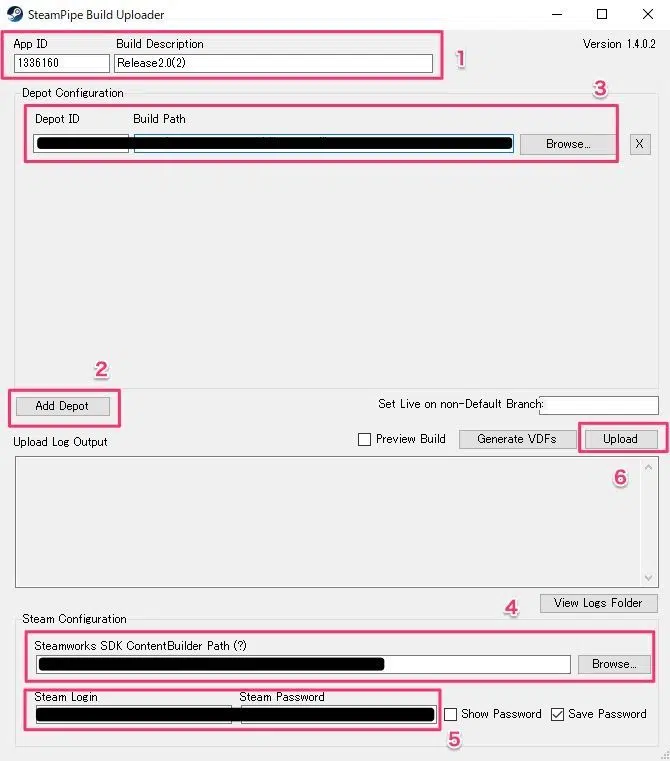 SteamPipe Build Uploader
App ID Build Description Version 1.4.0.2
1336160 Release2.0(2) 1
Depot Configuration 3
Depot ID Build Path
Browse... X
2
Add Depot Set Live on non-Default Branch:
Upload Log Output Preview Build Generate VDFs Upload
6
4 View Logs Folder
Steam Configuration
Steamworks SDK ContentBuilder Path (?)
Browse...
Steam Login Steam Password
Show Password Save Password
5